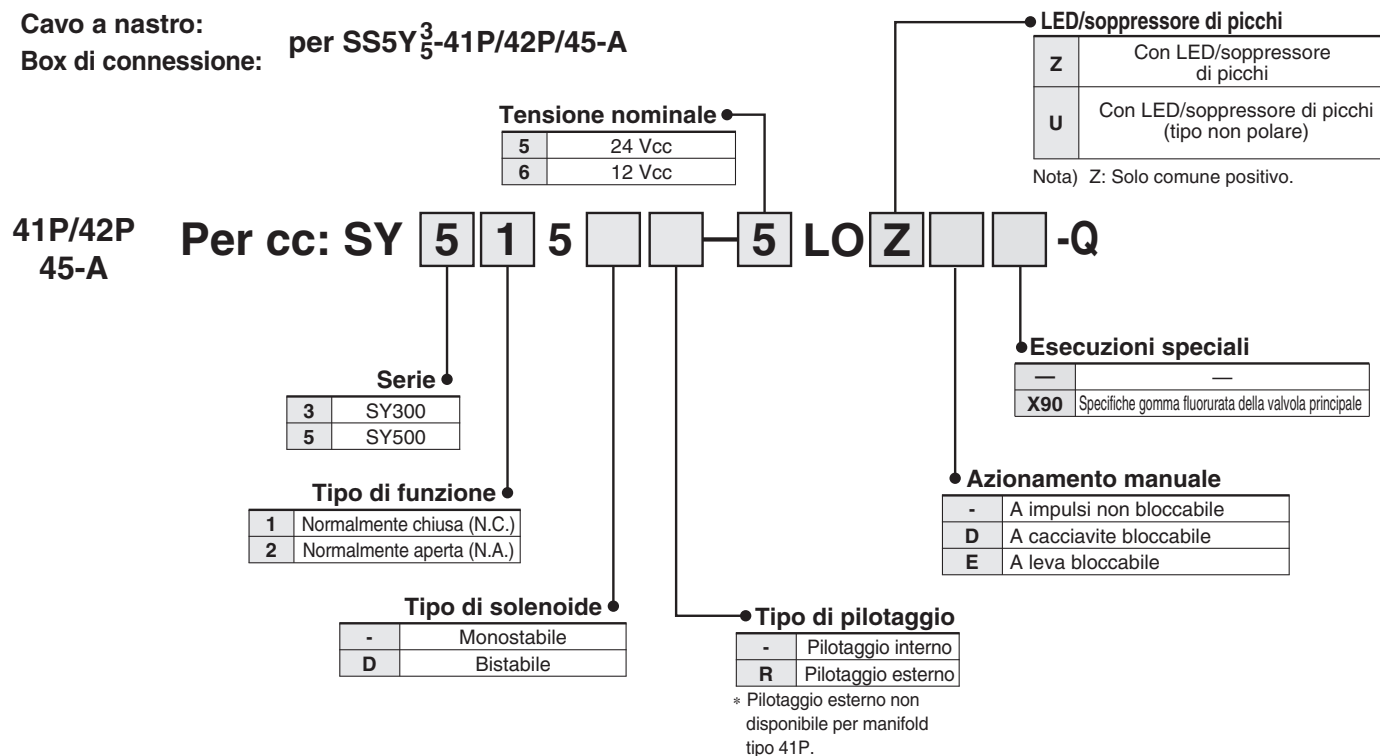 Cavo a nastro:
Box di connessione:
per SS5Y3/5-41P/42P/45-A
LED/soppressore di picchi
Z Con LED/soppressore
di picchi
U Con LED/soppressore di picchi
(tipo non polare)
Nota) Z: Solo comune positivo.
Tensione nominale
5 24 Vcc
6 12 Vcc
41P/42P
45-A
Per cc: SY 5 1 5 - 5 LO Z -Q
Esecuzioni speciali
— —
X90 Specifiche gomma fluorurata della valvola principale
Serie
3 SY300
5 SY500
Azionamento manuale
- A impulsi non bloccabile
D A cacciavite bloccabile
E A leva bloccabile
Tipo di funzione
1 Normalmente chiusa (N.C.)
2 Normalmente aperta (N.A.)
Tipo di solenoide
- Monostabile
D Bistabile
Tipo di pilotaggio
- Pilotaggio interno
R Pilotaggio esterno
* Pilotaggio esterno non
disponibile per manifold
tipo 41P.